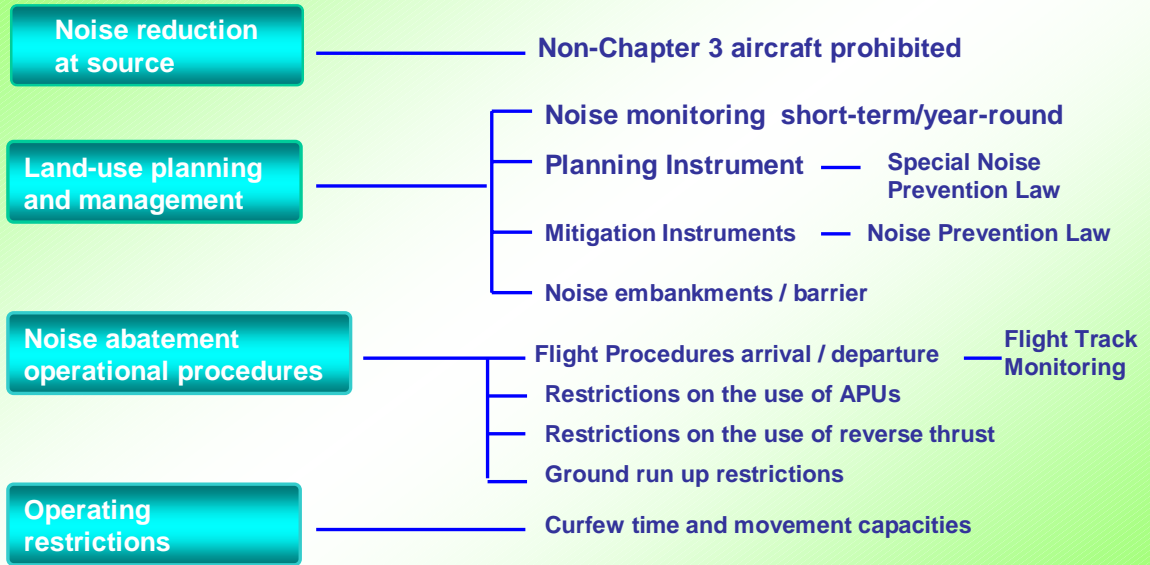 Noise reduction
at source
Non-Chapter 3 aircraft prohibited
Land-use planning
and management
Noise monitoring short-term/year-round
Planning Instrument
Special Noise
Prevention Law
Mitigation Instruments
Noise Prevention Law
Noise embankments / barrier
Noise abatement
operational procedures
Flight Procedures arrival / departure
Flight Track
Monitoring
Restrictions on the use of APUs
Restrictions on the use of reverse thrust
Ground run up restrictions
Operating
restrictions
Curfew time and movement capacities